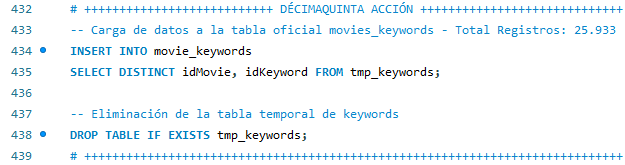 432 # +++++++++++++++++++++++++++ DÉCIMAQUINTA ACCIÓN +++++++++++++++++++++++++++++
433 -- Carga de datos a la tabla oficial movies_keywords - Total Registros: 25.933
434 INSERT INTO movie_keywords
435 SELECT DISTINCT idMovie, idKeyword FROM tmp_keywords;
436
437 -- Eliminación de la tabla temporal de keywords
438 DROP TABLE IF EXISTS tmp_keywords;
439 # +++++++++++++++++++++++++++++++++++++++++++++++++++++++++++++++++++++++++++++